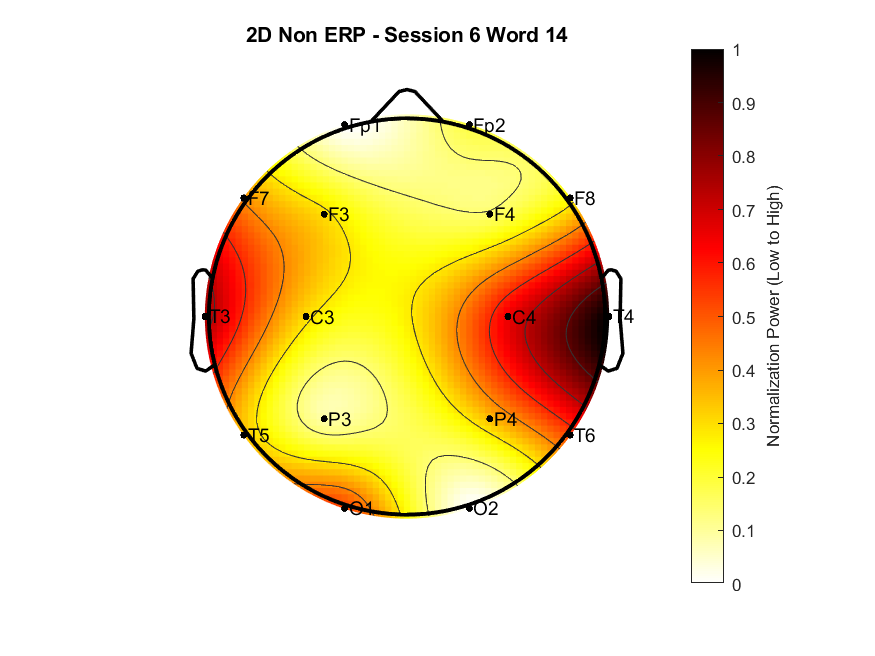 2D Non ERP - Session 6 Word 14
Fp1 Fp2
F7 F8
F3 F4
T3 C3 C4 T4
P3 P4
T5 T6
O1 O2
1
0.9
0.8
0.7
0.6
0.5
0.4
0.3
0.2
0.1
0
Normalization Power (Low to High)